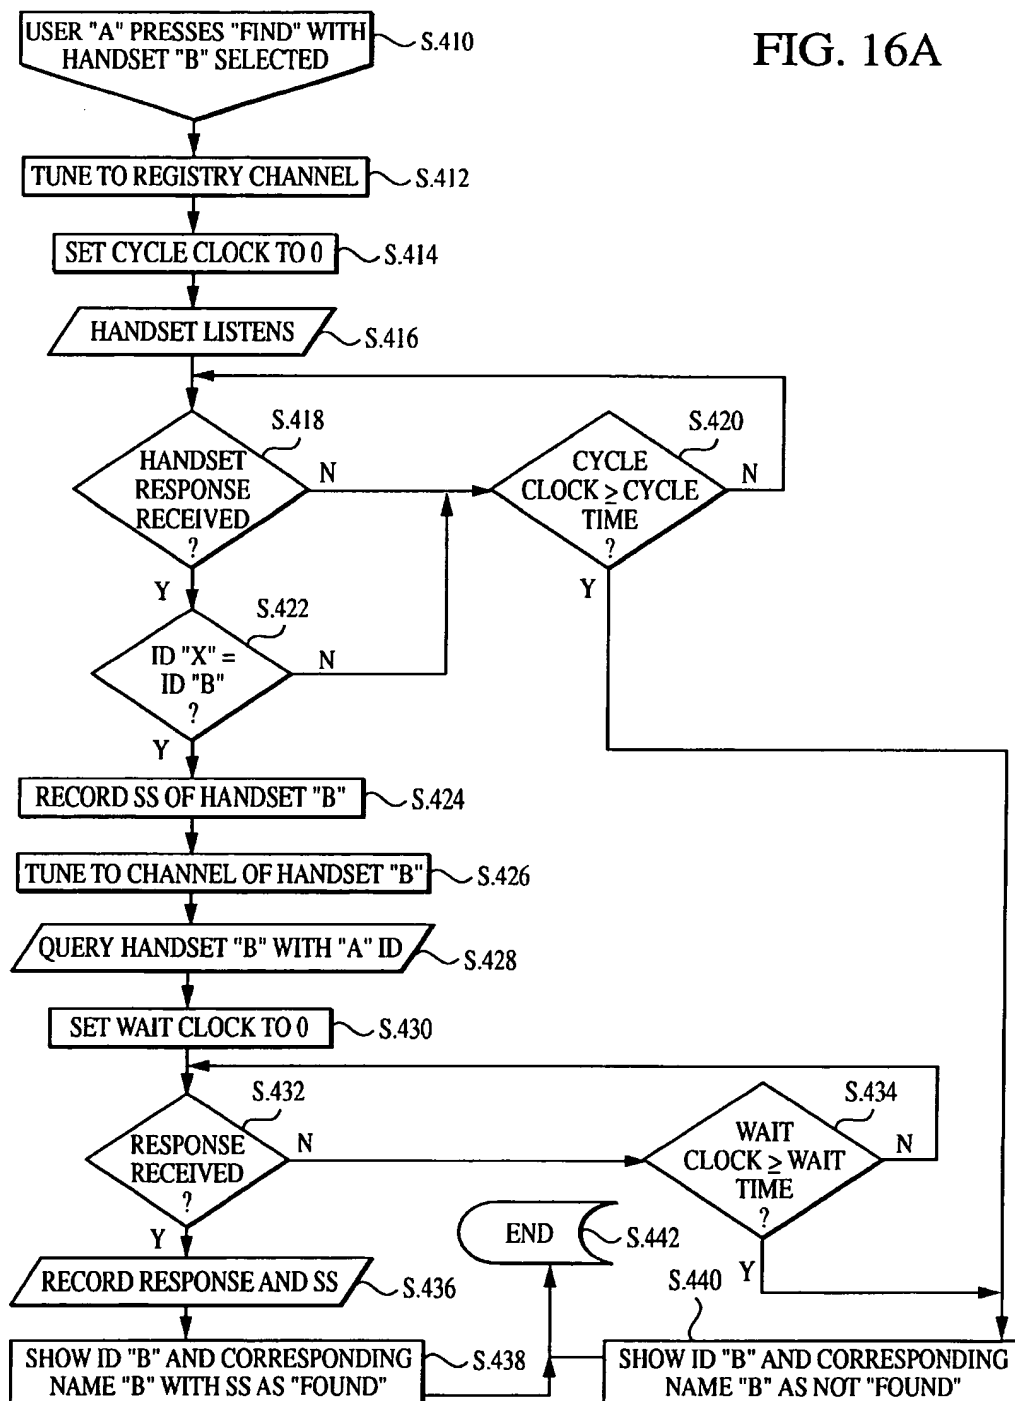 FIG. 16A
USER "A" PRESSES "FIND" WITH
HANDSET "B" SELECTED
S.410
TUNE TO REGISTRY CHANNEL
S.412
SET CYCLE CLOCK TO 0
S.414
HANDSET LISTENS
S.416
HANDSET
RESPONSE
RECEIVED
?
S.418
N
Y
CYCLE
CLOCK ≥ CYCLE
TIME
?
S.420
N
Y
ID "X" =
ID "B"
?
S.422
N
Y
RECORD SS OF HANDSET "B"
S.424
TUNE TO CHANNEL OF HANDSET "B"
S.426
QUERY HANDSET "B" WITH "A" ID
S.428
SET WAIT CLOCK TO 0
S.430
RESPONSE
RECEIVED
?
S.432
N
Y
WAIT
CLOCK ≥ WAIT
TIME
?
S.434
N
Y
END
S.442
RECORD RESPONSE AND SS
S.436
SHOW ID "B" AND CORRESPONDING
NAME "B" WITH SS AS "FOUND"
S.438
S.440
SHOW ID "B" AND CORRESPONDING
NAME "B" AS NOT "FOUND"